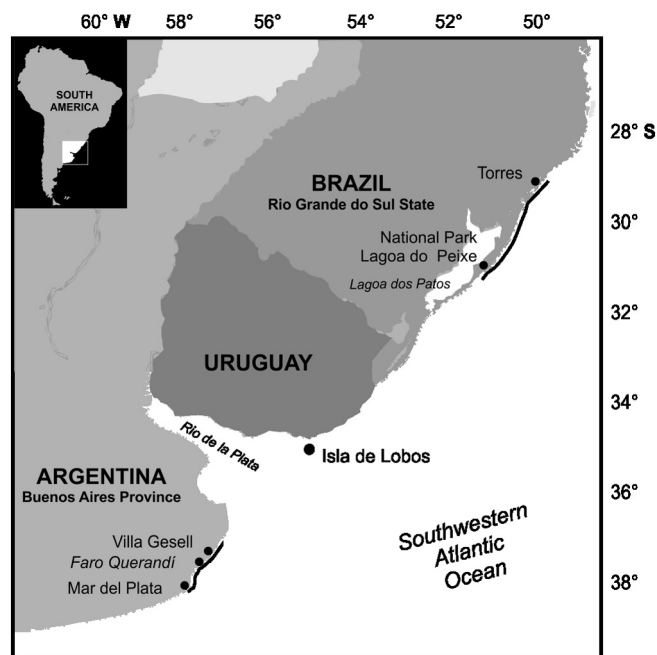 60° W
58°
56°
54°
52°
50°
SOUTH
AMERICA
28° S
BRAZIL
Rio Grande do Sul State
Torres
30°
National Park
Lagoa do Peixe
Lagoa dos Patos
32°
URUGUAY
34°
Rio de la Plata
Isla de Lobos
ARGENTINA
Buenos Aires Province
36°
Villa Gesell
Faro Querandí
Mar del Plata
Southwestern
Atlantic
Ocean
38°